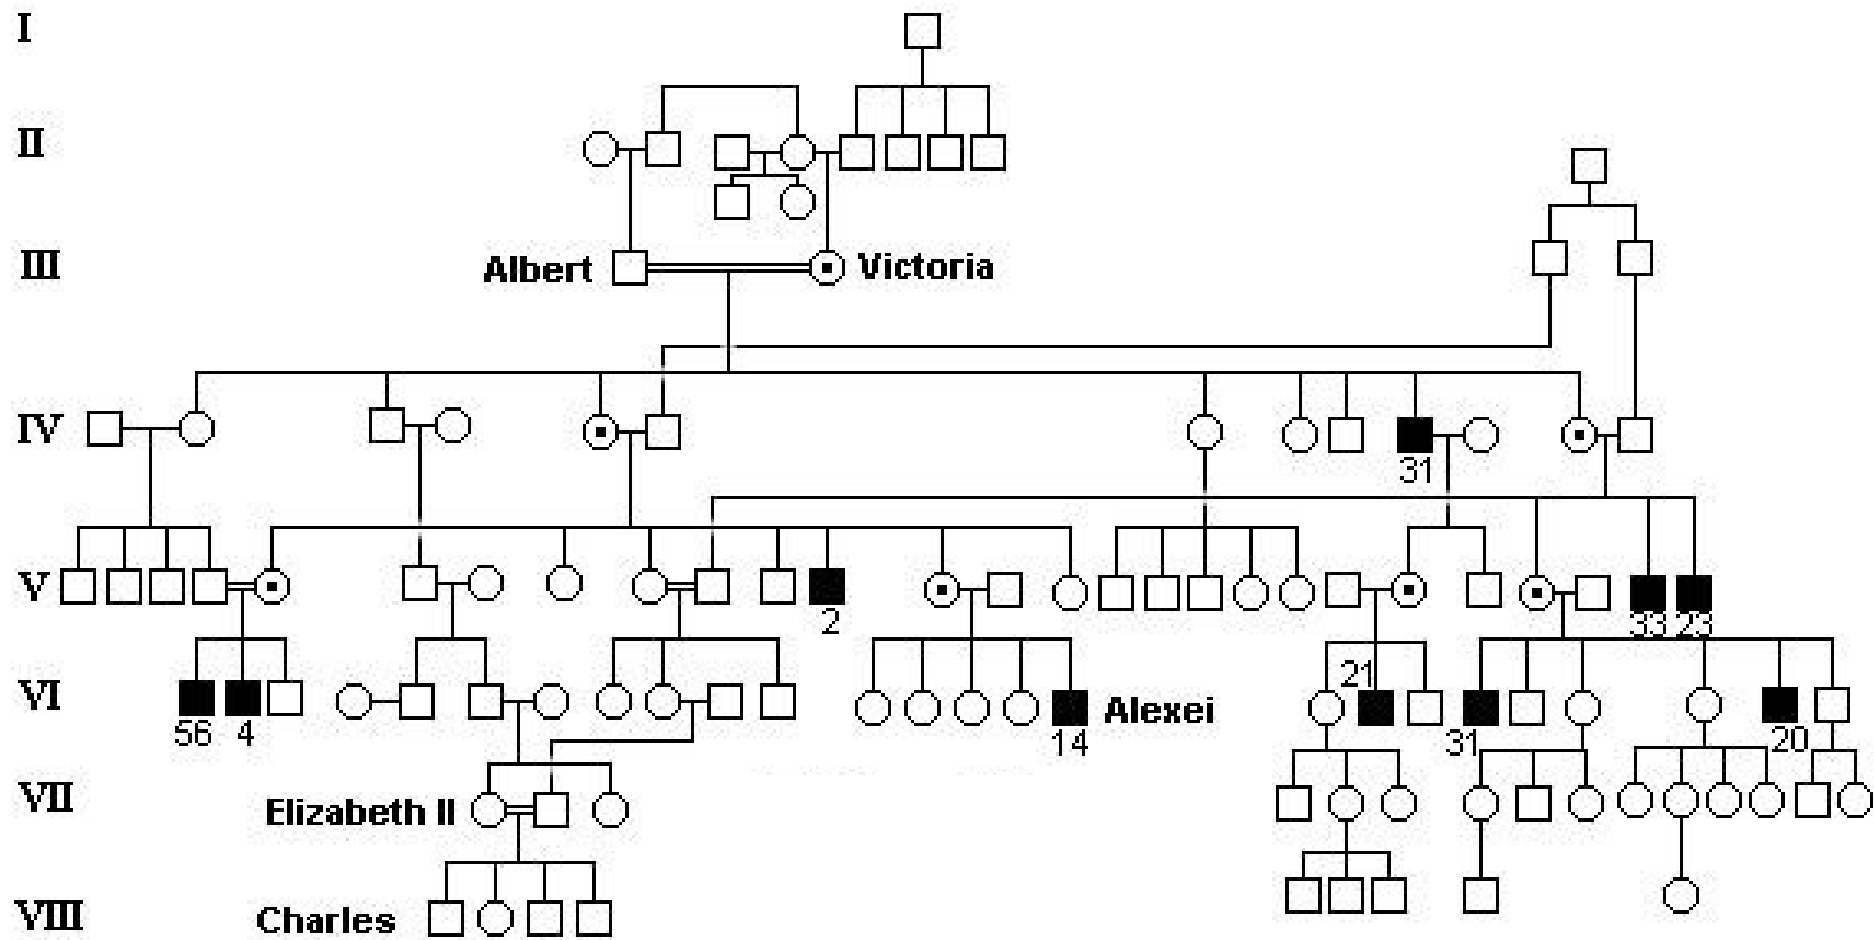 I
II
III
Albert
Victoria
IV
31
V
2
33
23
VI
56
4
Alexei
14
21
31
20
VII
Elizabeth II
VIII
Charles